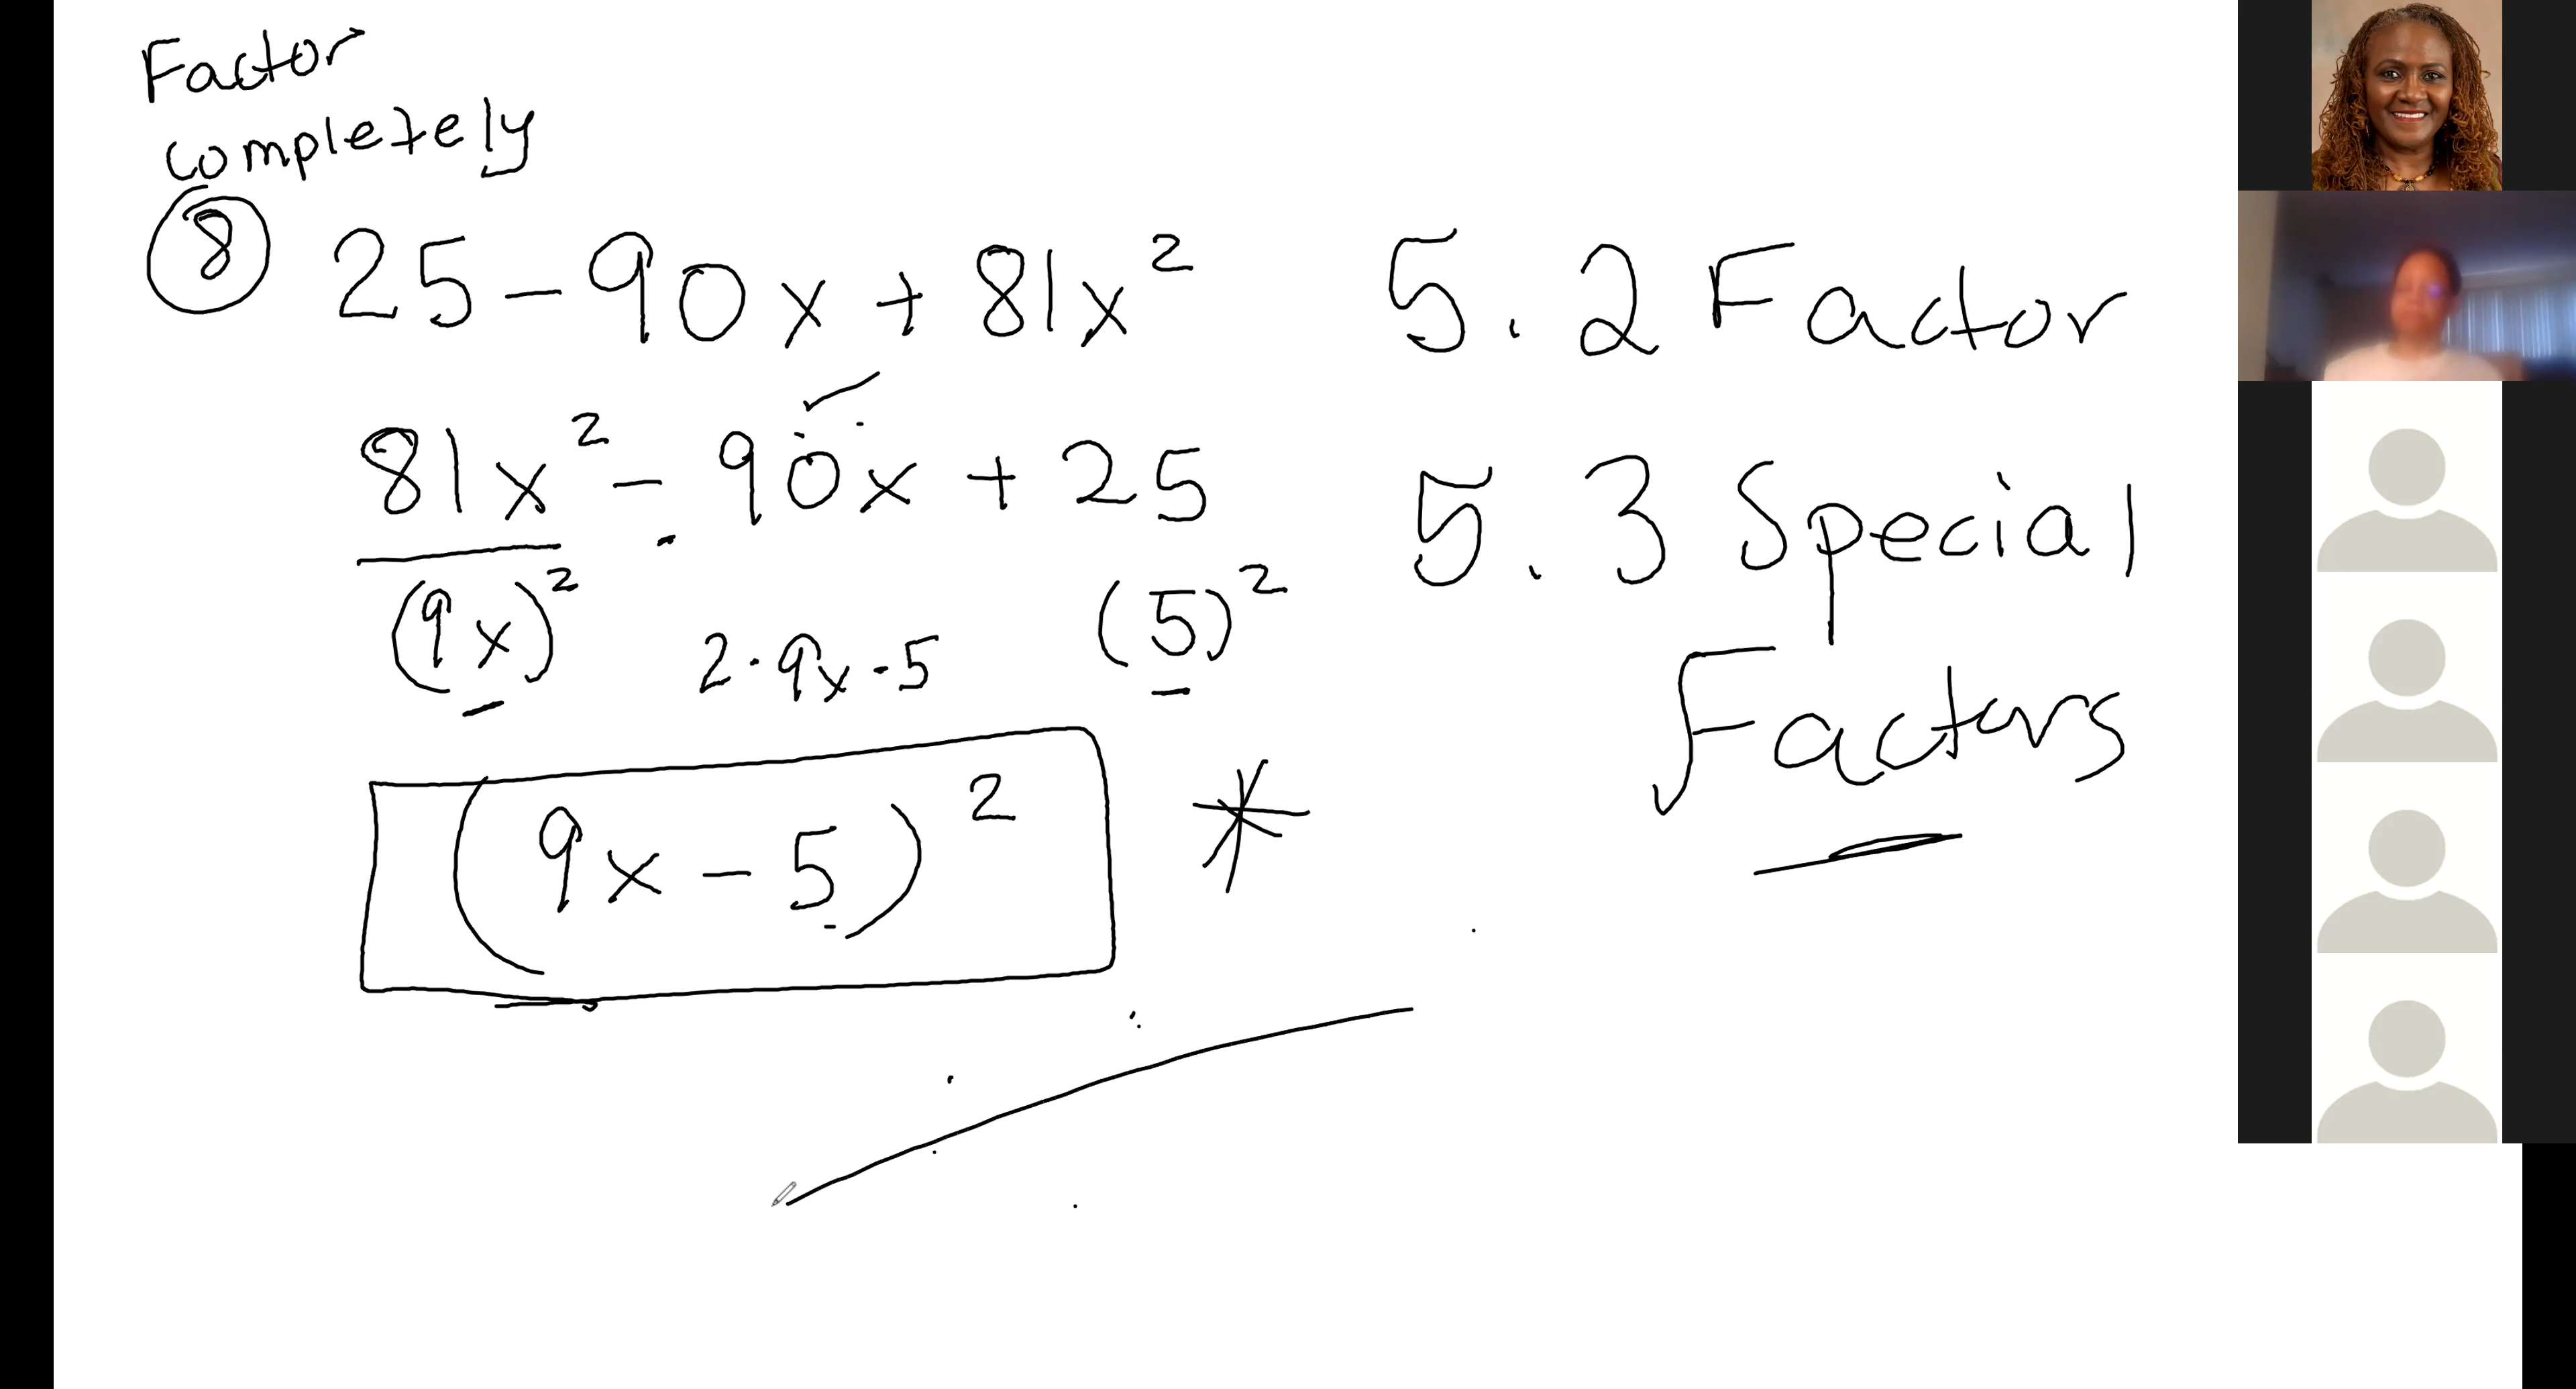 Factor
completely
8 25 - 90x + 81x²
81x² - 90x + 25
(9x)² 2·9x·5 (5)²
(9x - 5)² *
5.2 Factor
5.3 Special
Factors